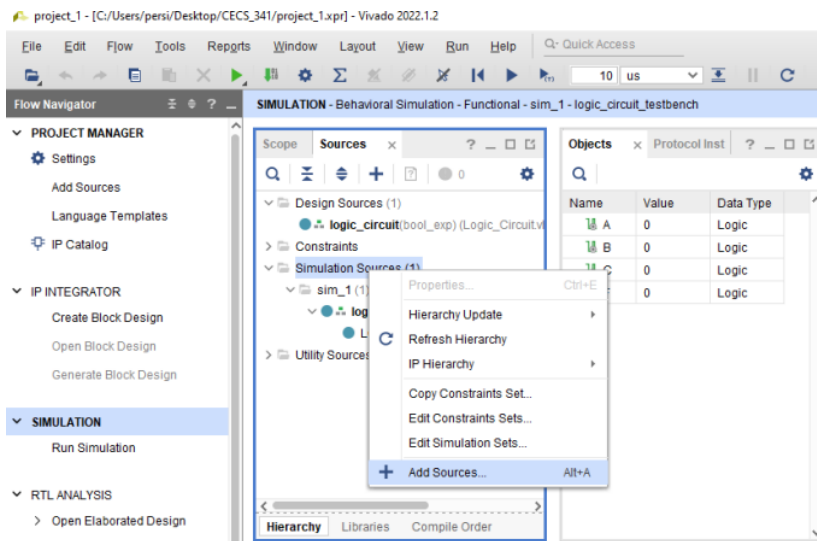 project_1 - [C:/Users/persi/Desktop/CECS_341/project_1.xpr] - Vivado 2022.1.2
File Edit Flow Tools Reports Window Layout View Run Help Quick Access
10 us
Flow Navigator
PROJECT MANAGER
Settings
Add Sources
Language Templates
IP Catalog
IP INTEGRATOR
Create Block Design
Open Block Design
Generate Block Design
SIMULATION
Run Simulation
RTL ANALYSIS
Open Elaborated Design
SIMULATION - Behavioral Simulation - Functional - sim_1 - logic_circuit_testbench
Scope Sources
0
Design Sources (1)
logic_circuit(bool_exp) (Logic_Circuit.v
Constraints
Simulation Sources (1)
sim_1 (1)
log
L
Utility Sources
Hierarchy Libraries Compile Order
Properties... Ctrl+E
Hierarchy Update
Refresh Hierarchy
IP Hierarchy
Copy Constraints Set...
Edit Constraints Sets...
Edit Simulation Sets...
Add Sources... Alt+A
Objects Protocol Inst
Name Value Data Type
A 0 Logic
B 0 Logic
C 0 Logic
0 Logic